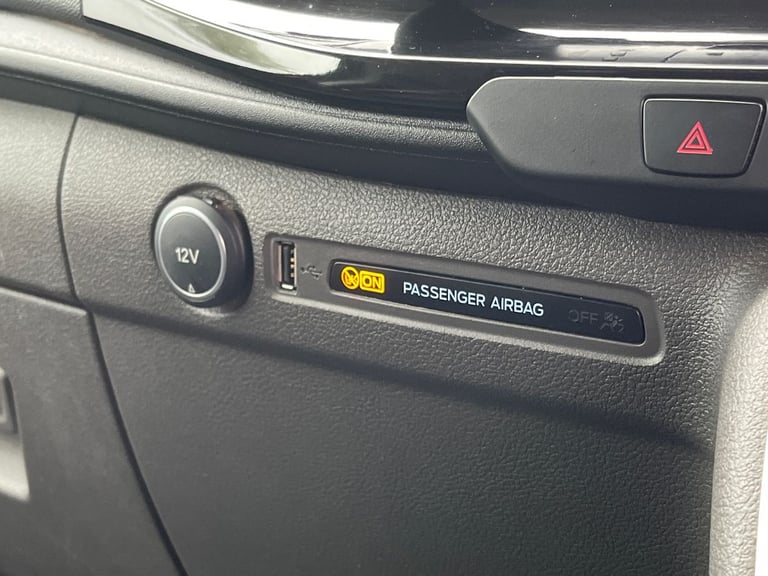 12V
ON PASSENGER AIRBAG OFF